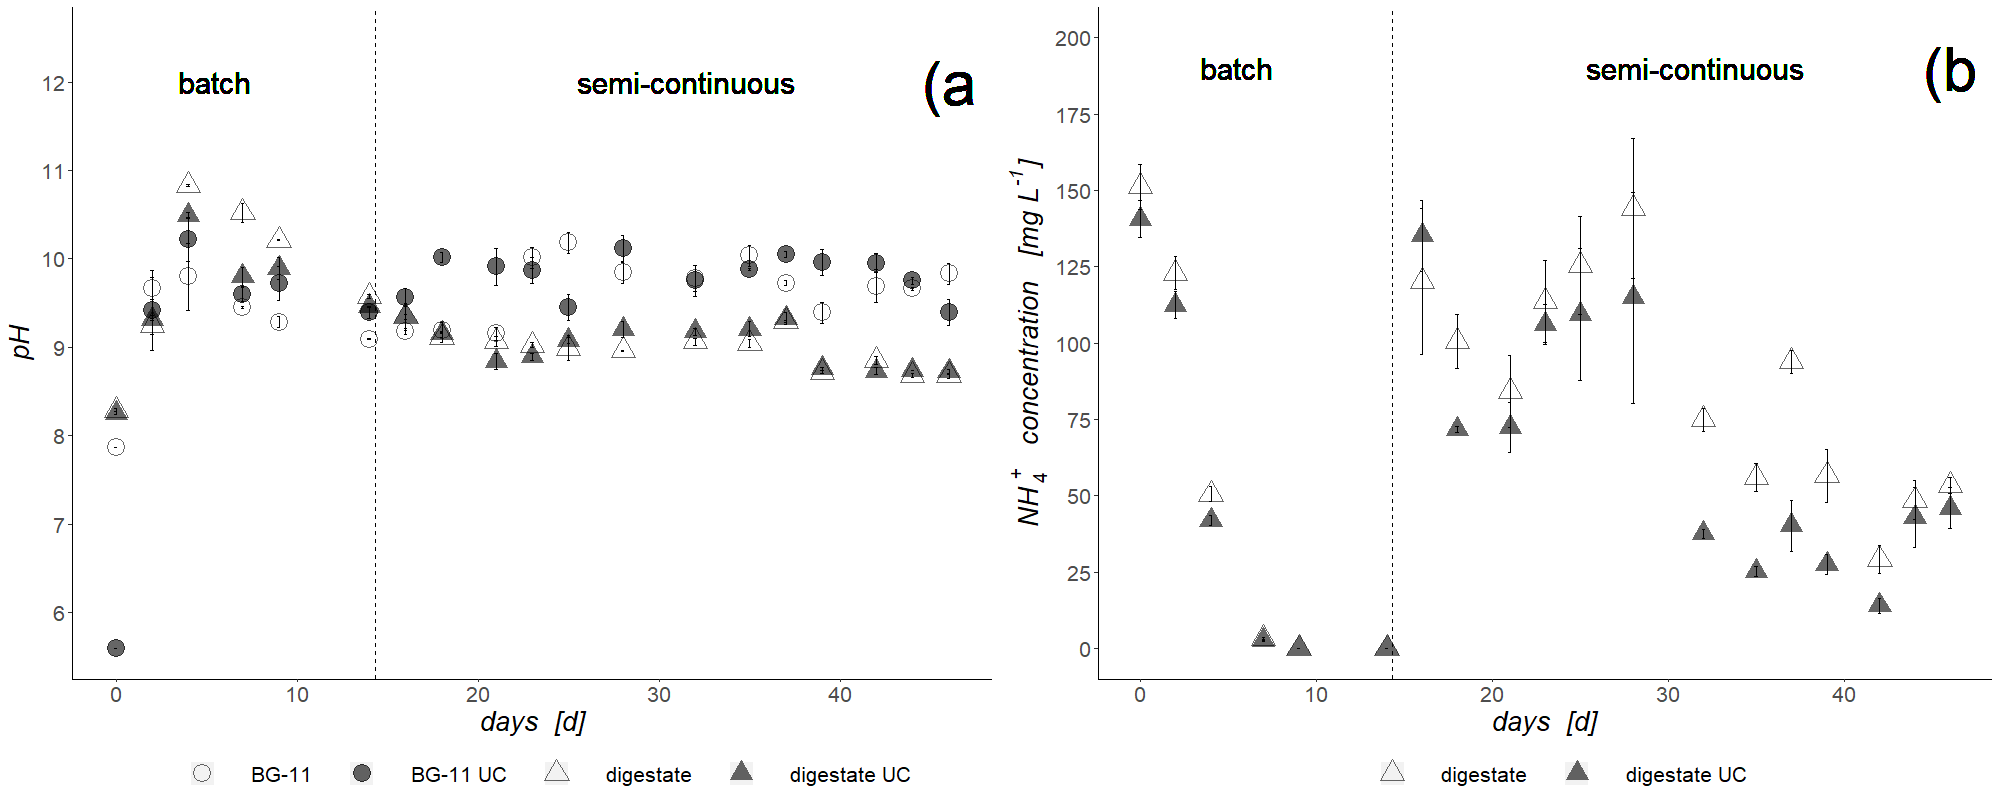 batch
semi-continuous
(a
12
11
10
9
8
7
6
pH
0
10
20
30
40
days [d]
BG-11
BG-11 UC
digestate
digestate UC
batch
semi-continuous
(b
200
175
150
125
100
75
50
25
0
NH4+ concentration [mg L-1]
0
10
20
30
40
days [d]
digestate
digestate UC